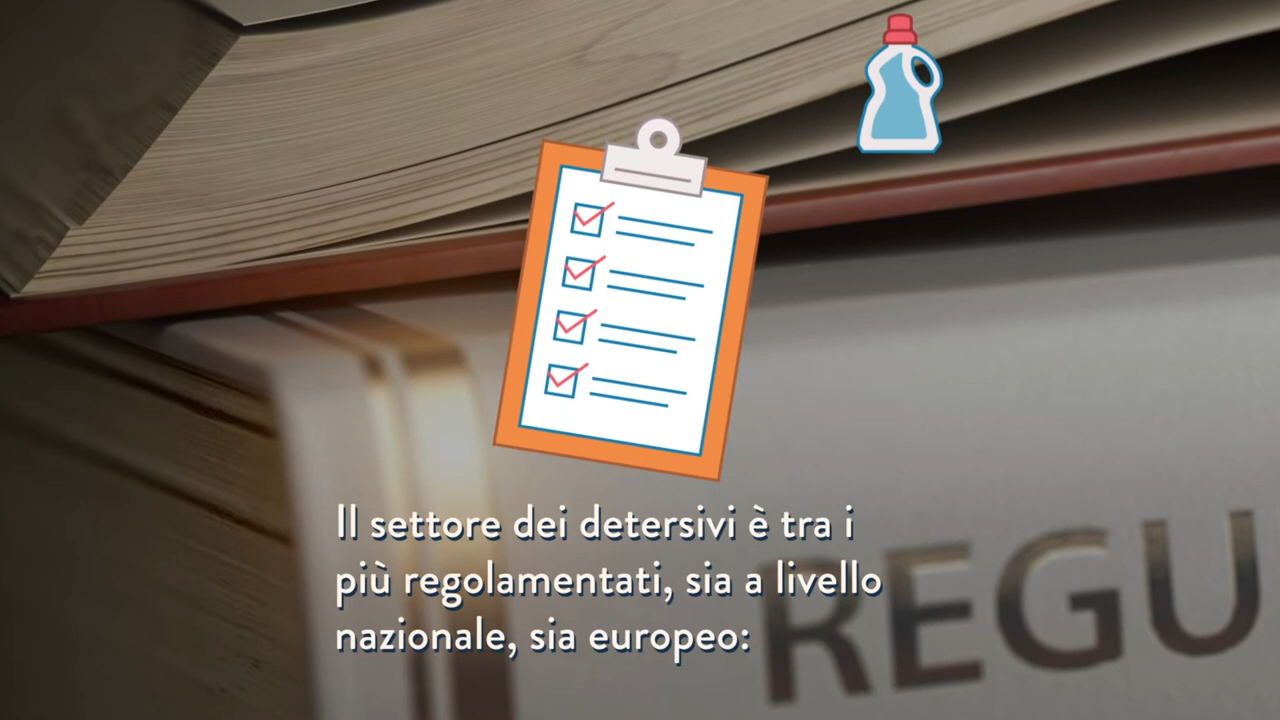 Il settore dei detersivi è tra i
più regolamentati, sia a livello
nazionale, sia europeo:
REGU